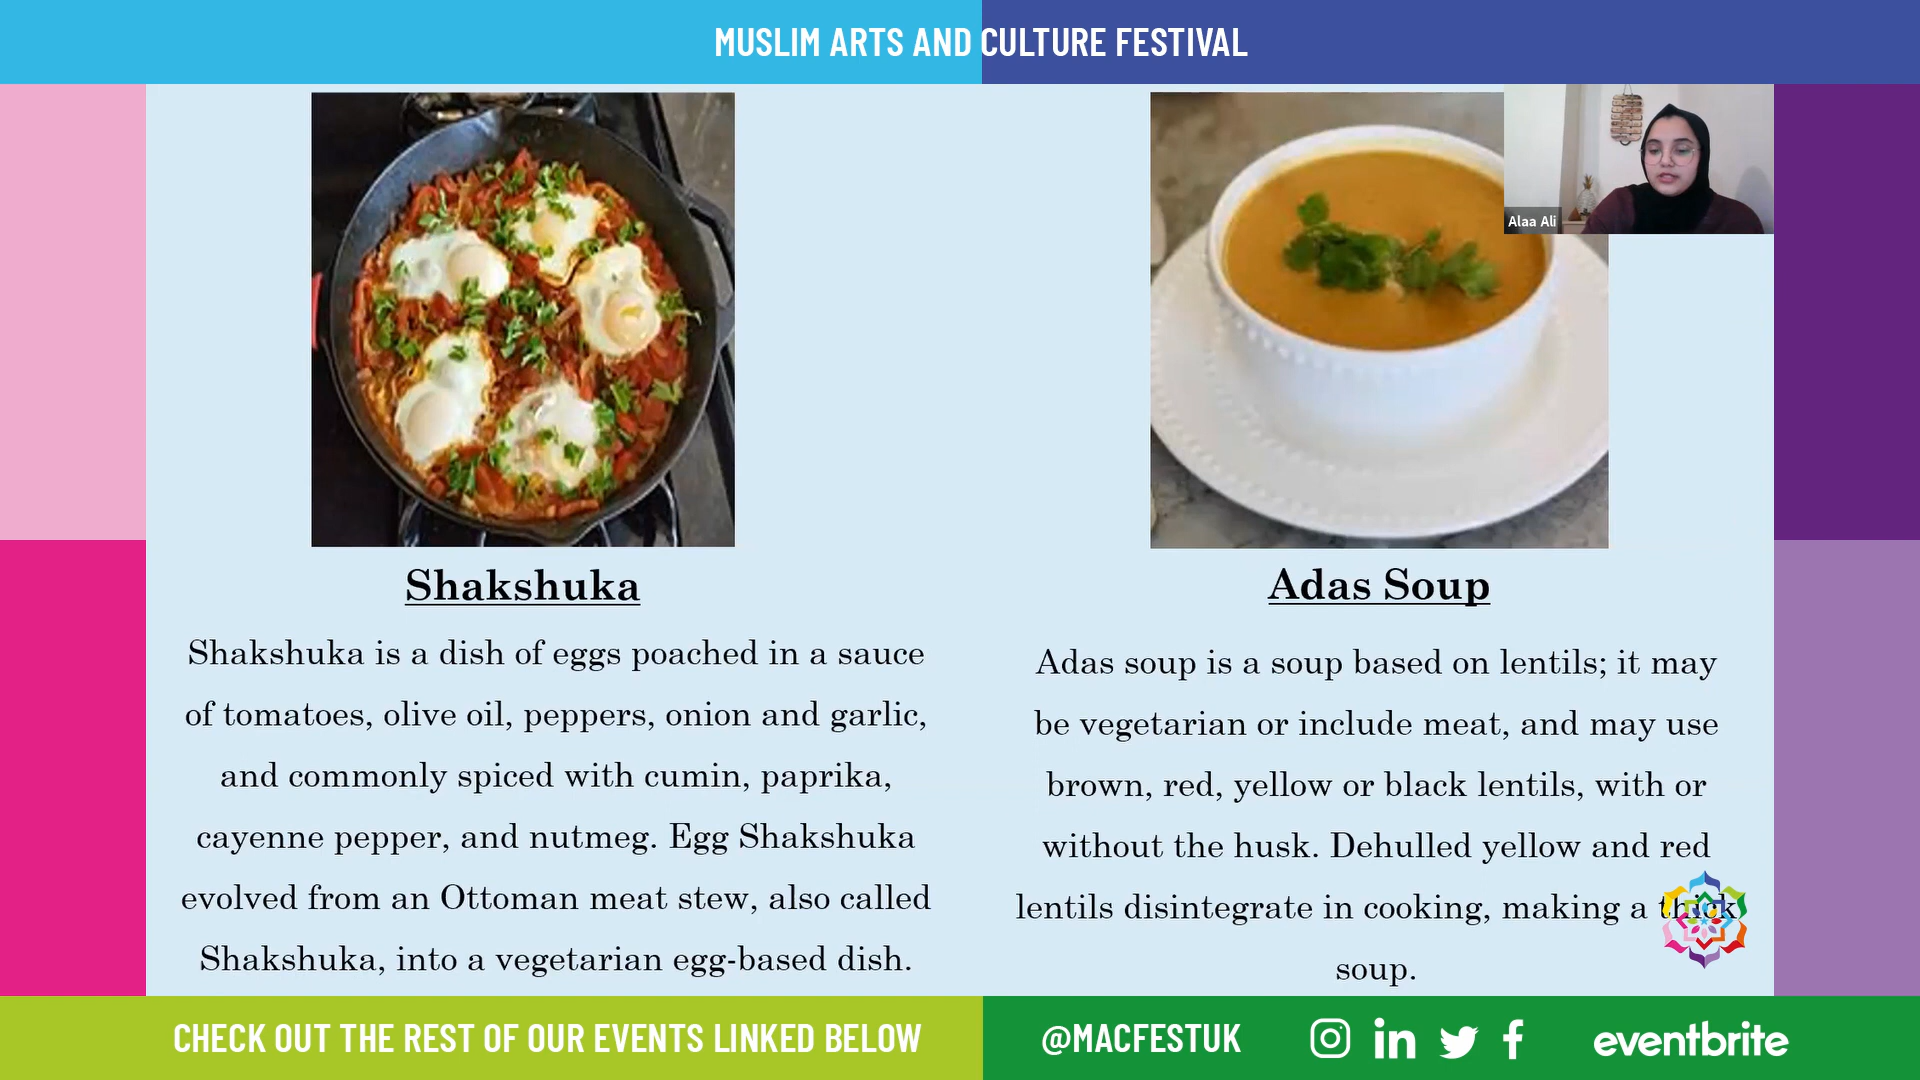 MUSLIM ARTS AND CULTURE FESTIVAL
Alaa Ali
Shakshuka
Shakshuka is a dish of eggs poached in a sauce
of tomatoes, olive oil, peppers, onion and garlic,
and commonly spiced with cumin, paprika,
cayenne pepper, and nutmeg. Egg Shakshuka
evolved from an Ottoman meat stew, also called
Shakshuka, into a vegetarian egg-based dish.
Adas Soup
Adas soup is a soup based on lentils; it may
be vegetarian or include meat, and may use
brown, red, yellow or black lentils, with or
without the husk. Dehulled yellow and red
lentils disintegrate in cooking, making a thick
soup.
CHECK OUT THE REST OF OUR EVENTS LINKED BELOW
@MACFESTUK
eventbrite